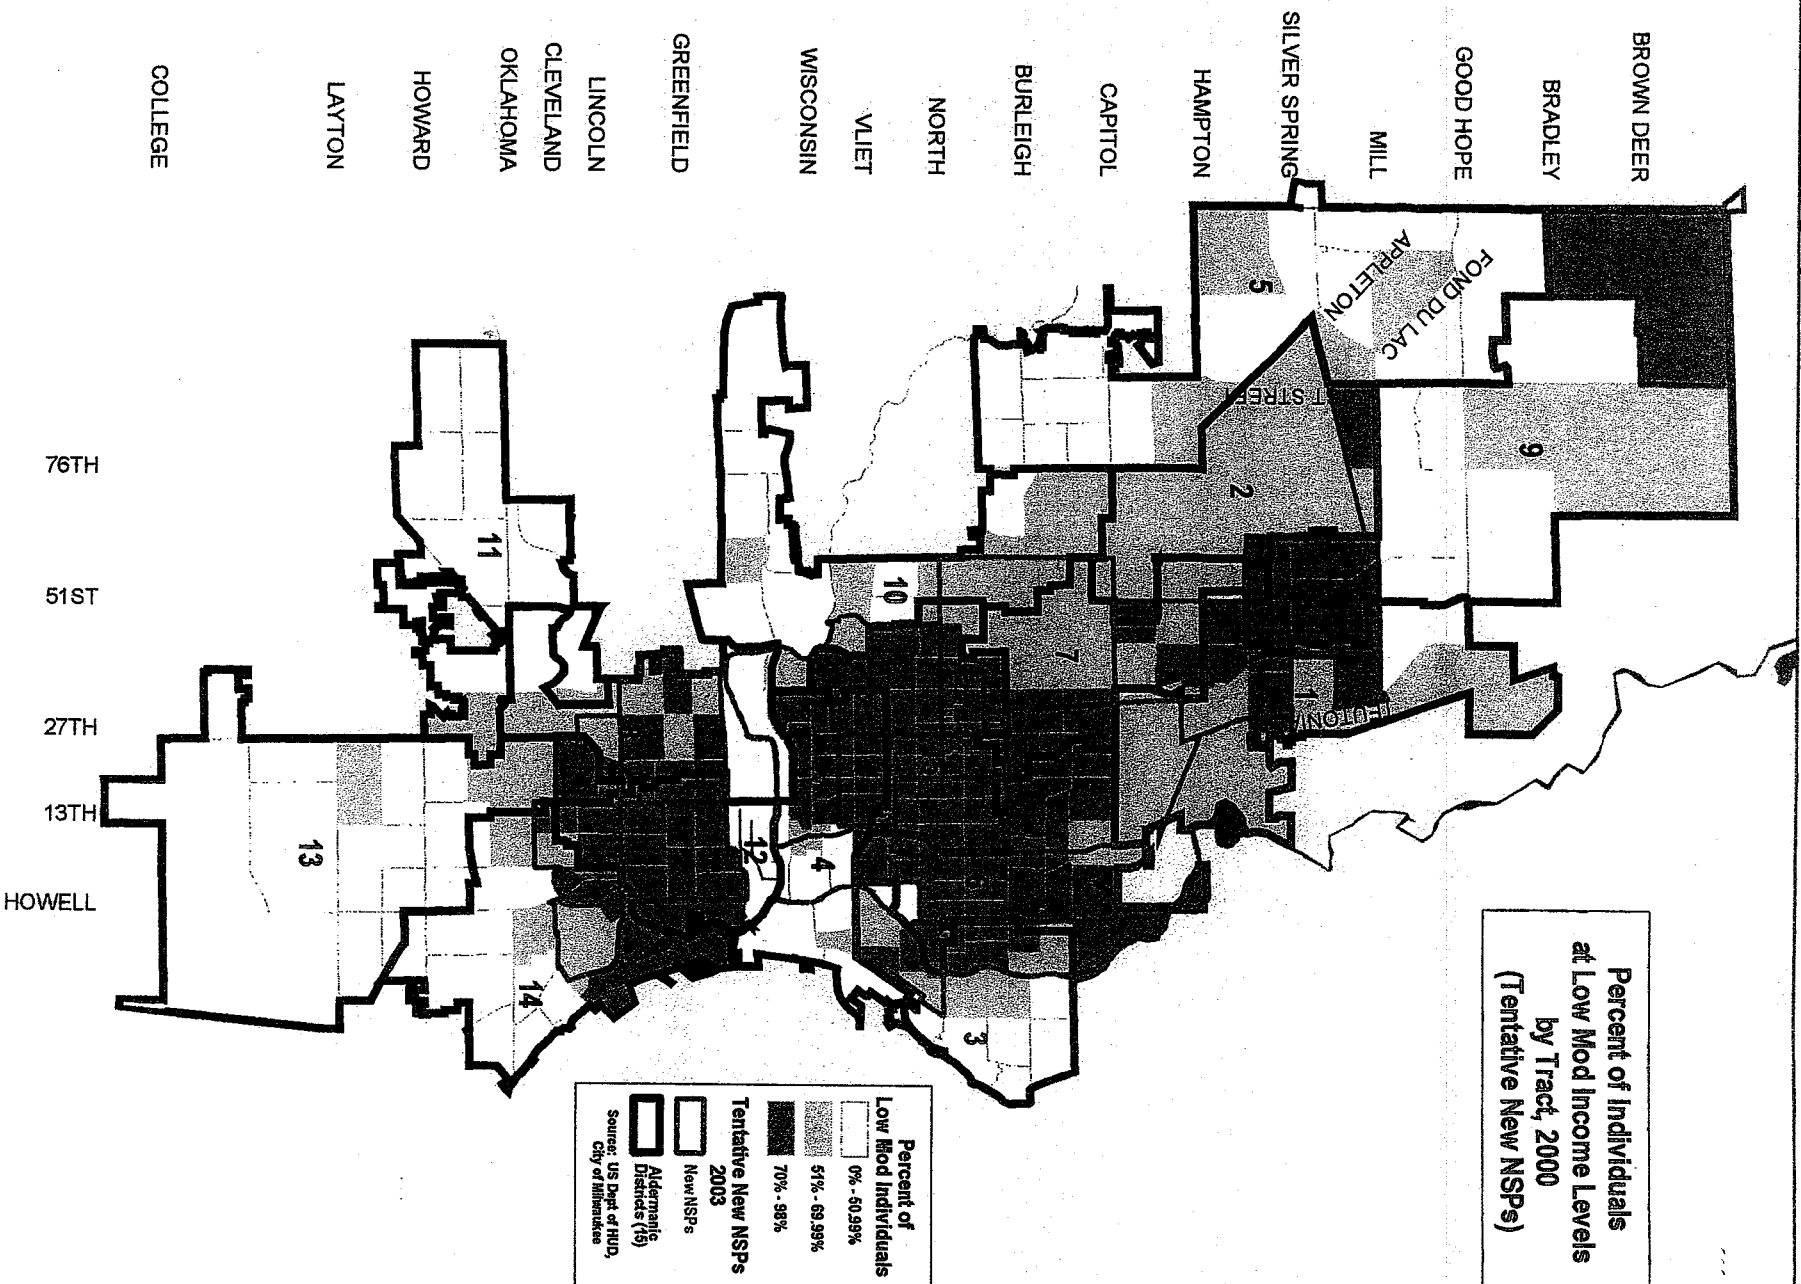 Percent of Individuals
at Low Mod Income Levels
by Tract, 2000
(Tentative New NSPs)
BROWN DEER
BRADLEY
GOOD HOPE
MILL
SILVER SPRING
HAMPTON
CAPITOL
BURLEIGH
NORTH
VLIET
WISCONSIN
GREENFIELD
LINCOLN
CLEVELAND
OKLAHOMA
HOWARD
LAYTON
COLLEGE
FOND DU LAC
APPLETON
T STREE
TEUTONI
9
5
2
1
7
10
3
4
12
11
14
13
76TH
51ST
27TH
13TH
HOWELL
Percent of
Low Mod Individuals
0% - 50.99%
51% - 69.99%
70% - 98%
Tentative New NSPs
2003
New NSPs
Aldermanic
Districts (15)
Source: US Dept of HUD,
City of Milwaukee